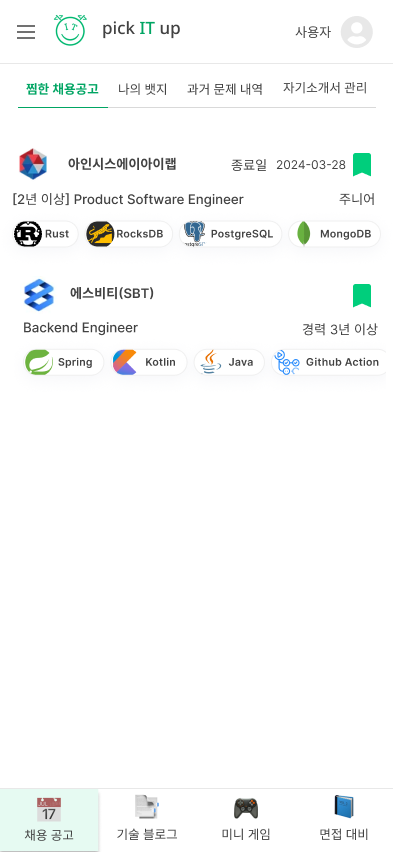 pick IT up
사용자
찜한 채용공고 나의 뱃지 과거 문제 내역 자기소개서 관리
아인시스에이아이랩 종료일 2024-03-28
[2년 이상] Product Software Engineer 주니어
Rust RocksDB PostgreSQL MongoDB
에스비티(SBT)
Backend Engineer 경력 3년 이상
Spring Kotlin Java Github Action
17
채용 공고 기술 블로그 미니 게임 면접 대비